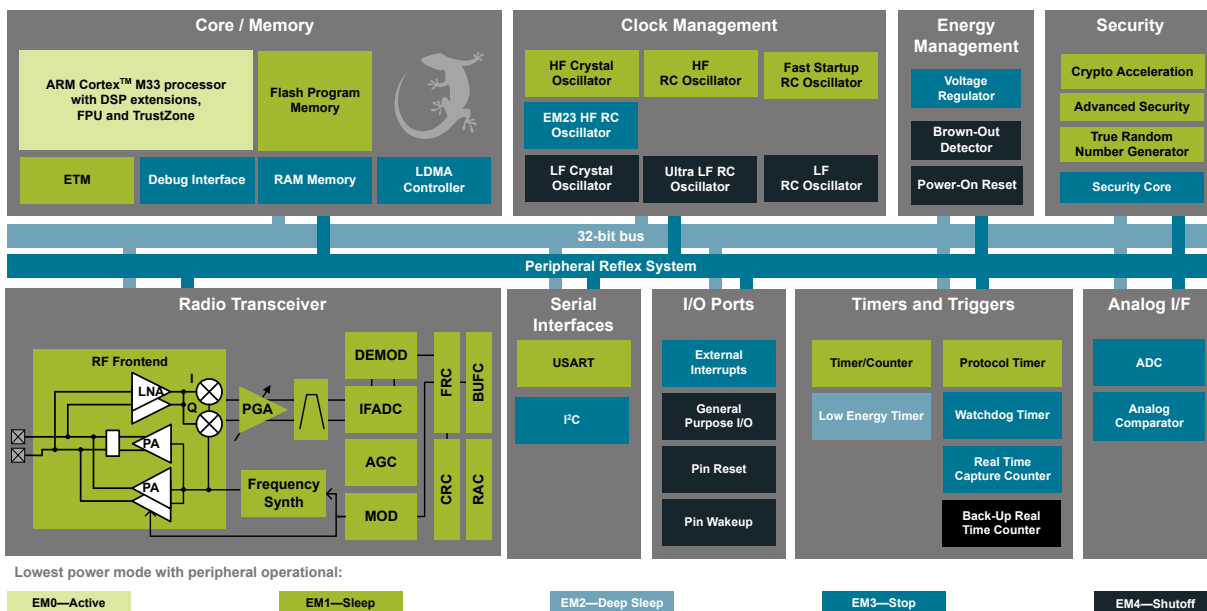 Core / Memory
ARM Cortex™ M33 processor
with DSP extensions,
FPU and TrustZone
Flash Program
Memory
ETM
Debug Interface
RAM Memory
LDMA
Controller
Clock Management
HF Crystal
Oscillator
HF
RC Oscillator
Fast Startup
RC Oscillator
EM23 HF RC
Oscillator
LF Crystal
Oscillator
Ultra LF RC
Oscillator
LF
RC Oscillator
Energy
Management
Voltage
Regulator
Brown-Out
Detector
Power-On Reset
Security
Crypto Acceleration
Advanced Security
True Random
Number Generator
Security Core
32-bit bus
Peripheral Reflex System
Radio Transceiver
RF Frontend
LNA
I
Q
PA
PA
PGA
Frequency
Synth
DEMOD
IFADC
AGC
MOD
FRC
BUFC
CRC
RAC
Serial
Interfaces
USART
I²C
I/O Ports
External
Interrupts
General
Purpose I/O
Pin Reset
Pin Wakeup
Timers and Triggers
Timer/Counter
Low Energy Timer
Protocol Timer
Watchdog Timer
Real Time
Capture Counter
Back-Up Real
Time Counter
Analog I/F
ADC
Analog
Comparator
Lowest power mode with peripheral operational:
EM0—Active
EM1—Sleep
EM2—Deep Sleep
EM3—Stop
EM4—Shutoff